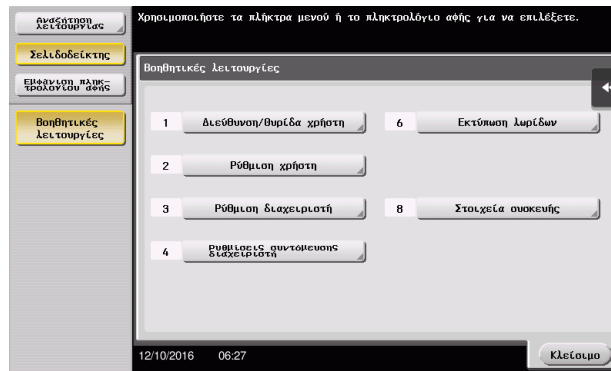 Αναζήτηση
λειτουργίας
Χρησιμοποιήστε τα πλήκτρα μενού ή το πληκτρολόγιο αφής για να επιλέξετε.
Σελιδοδείκτης
Εμφάνιση πληκ-
τρολογίου αφής
Βοηθητικές
λειτουργίες
Βοηθητικές λειτουργίες
1 Διεύθυνση/θυρίδα χρήστη
6 Εκτύπωση λωρίδων
2 Ρύθμιση χρήστη
3 Ρύθμιση διαχειριστή
8 Στοιχεία συσκευής
4 Ρυθμίσεις συντόμευσης
διαχειριστή
12/10/2016 06:27
Κλείσιμο